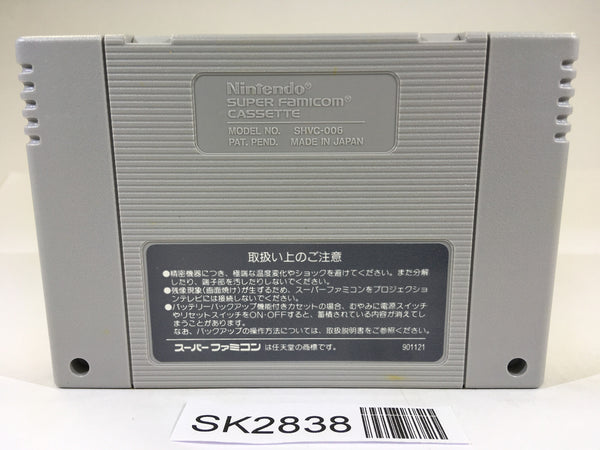 Nintendo®
SUPER FAMICOM®
CASSETTE
MODEL NO. SHVC-006
PAT. PEND. MADE IN JAPAN
取扱い上のご注意
●精密機器につき、極端な温度変化やショックを避けてください。また分解
したり、端子部を汚したりしないでください。
●残像現象(画面焼け)が生ずるため、スーパーファミコンをプロジェクショ
ンテレビには接続しないでください。
●バッテリーバックアップ機能付きカセットの場合、むやみに電源スイッチ
やリセットスイッチをON・OFFすると、蓄積されている内容が消えてし
まうことがあります。
なお、バックアップの操作方法については、取扱説明書をご参照ください。
スーパーファミコン は任天堂の商標です。 901121
SK2838